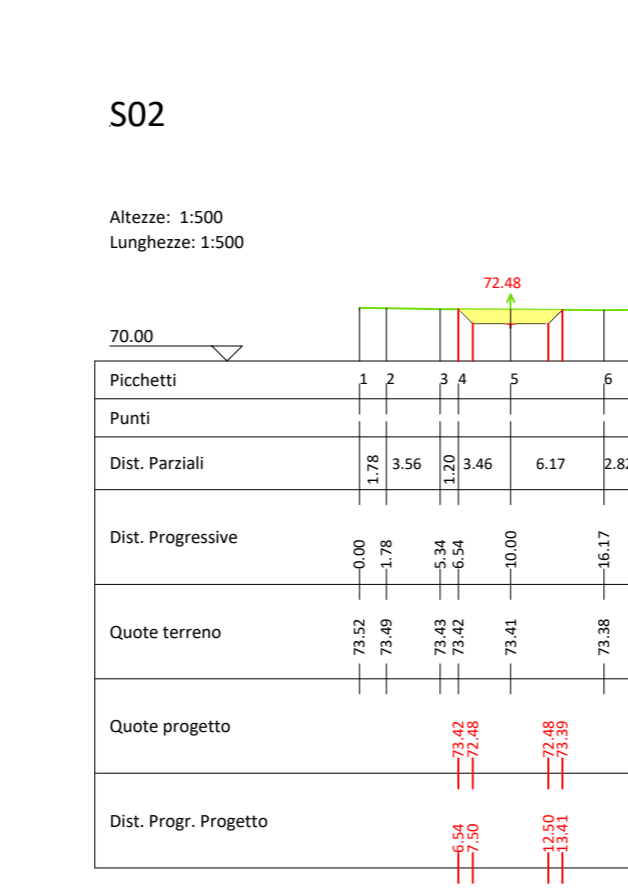 S02
Altezze: 1:500
Lunghezze: 1:500
72.48
70.00
Picchetti 1 2 3 4 5 6
Punti
Dist. Parziali 1.78 3.56 1.20 3.46 6.17 2.82
Dist. Progressive 0.00 1.78 5.34 6.54 10.00 16.17
Quote terreno 73.52 73.49 73.43 73.42 73.41 73.38
Quote progetto 73.42 72.48 72.48 73.39
Dist. Progr. Progetto 6.54 7.50 12.50 13.41